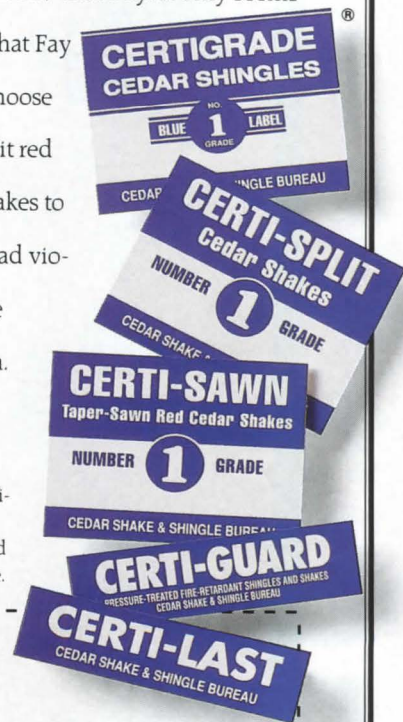 hat Fay
hoose
it red
akes to
ad vio-
e
.
i-
d
e.
®
CERTIGRADE
CEDAR SHINGLES
BLUE NO. 1 GRADE LABEL
CEDAR NGLE BUREAU
CERTI-SPLIT
Cedar Shakes
NUMBER 1 GRADE
CEDAR SHAKE &
CERTI-SAWN
Taper-Sawn Red Cedar Shakes
NUMBER 1 GRADE
CEDAR SHAKE & SHINGLE BUREAU
CERTI-GUARD
PRESSURE-TREATED FIRE-RETARDANT SHINGLES AND SHAKES
CEDAR SHAKE & SHINGLE BUREAU
CERTI-LAST
CEDAR SHAKE & SHINGLE BUREAU